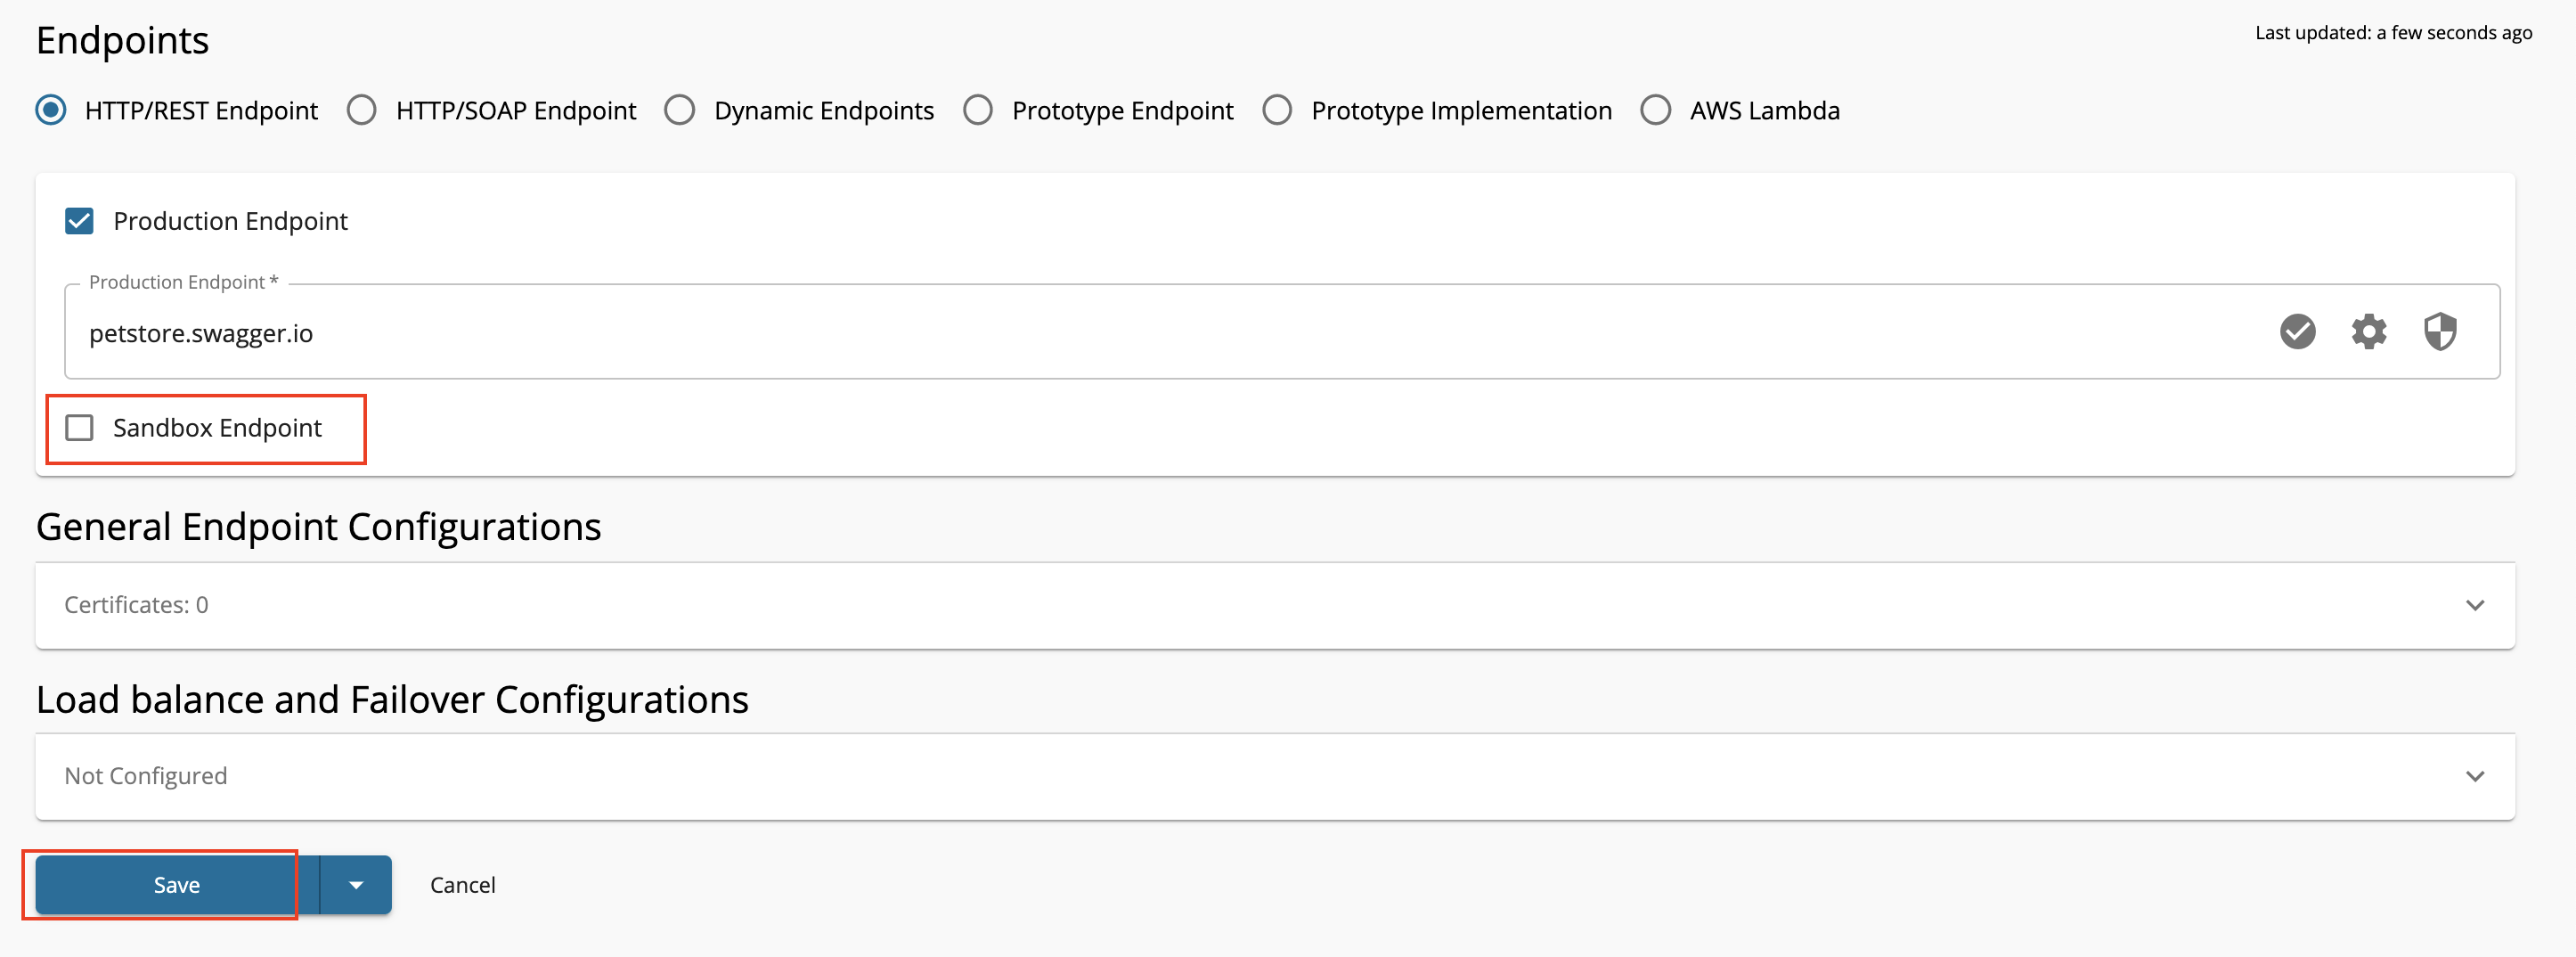 Endpoints
Last updated: a few seconds ago
HTTP/REST Endpoint HTTP/SOAP Endpoint Dynamic Endpoints Prototype Endpoint Prototype Implementation AWS Lambda
Production Endpoint
Production Endpoint *
petstore.swagger.io
Sandbox Endpoint
General Endpoint Configurations
Certificates: 0
Load balance and Failover Configurations
Not Configured
Save Cancel